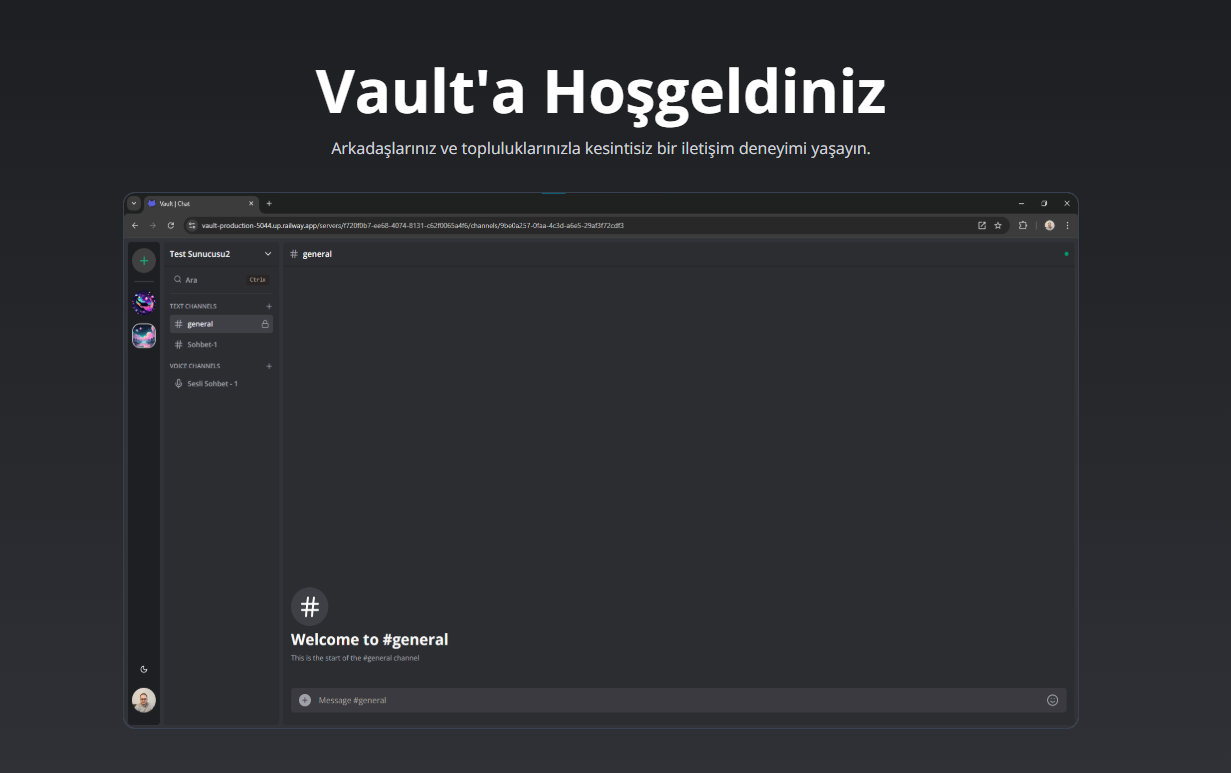 Vault'a Hoşgeldiniz
Arkadaşlarınız ve topluluklarınızla kesintisiz bir iletişim deneyimi yaşayın.
Vault | Chat
vault-production-5044.up.railway.app/servers/f720f0b7-ee68-4074-8131-c62f0065a4f6/channels/9be0a257-0faa-4c3d-a6e5-29af3f72cdf3
Test Sunucusu2
# general
Ara
TEXT CHANNELS
# general
# Sohbet-1
VOICE CHANNELS
Sesli Sohbet - 1
#
Welcome to #general
This is the start of the #general channel
Message #general